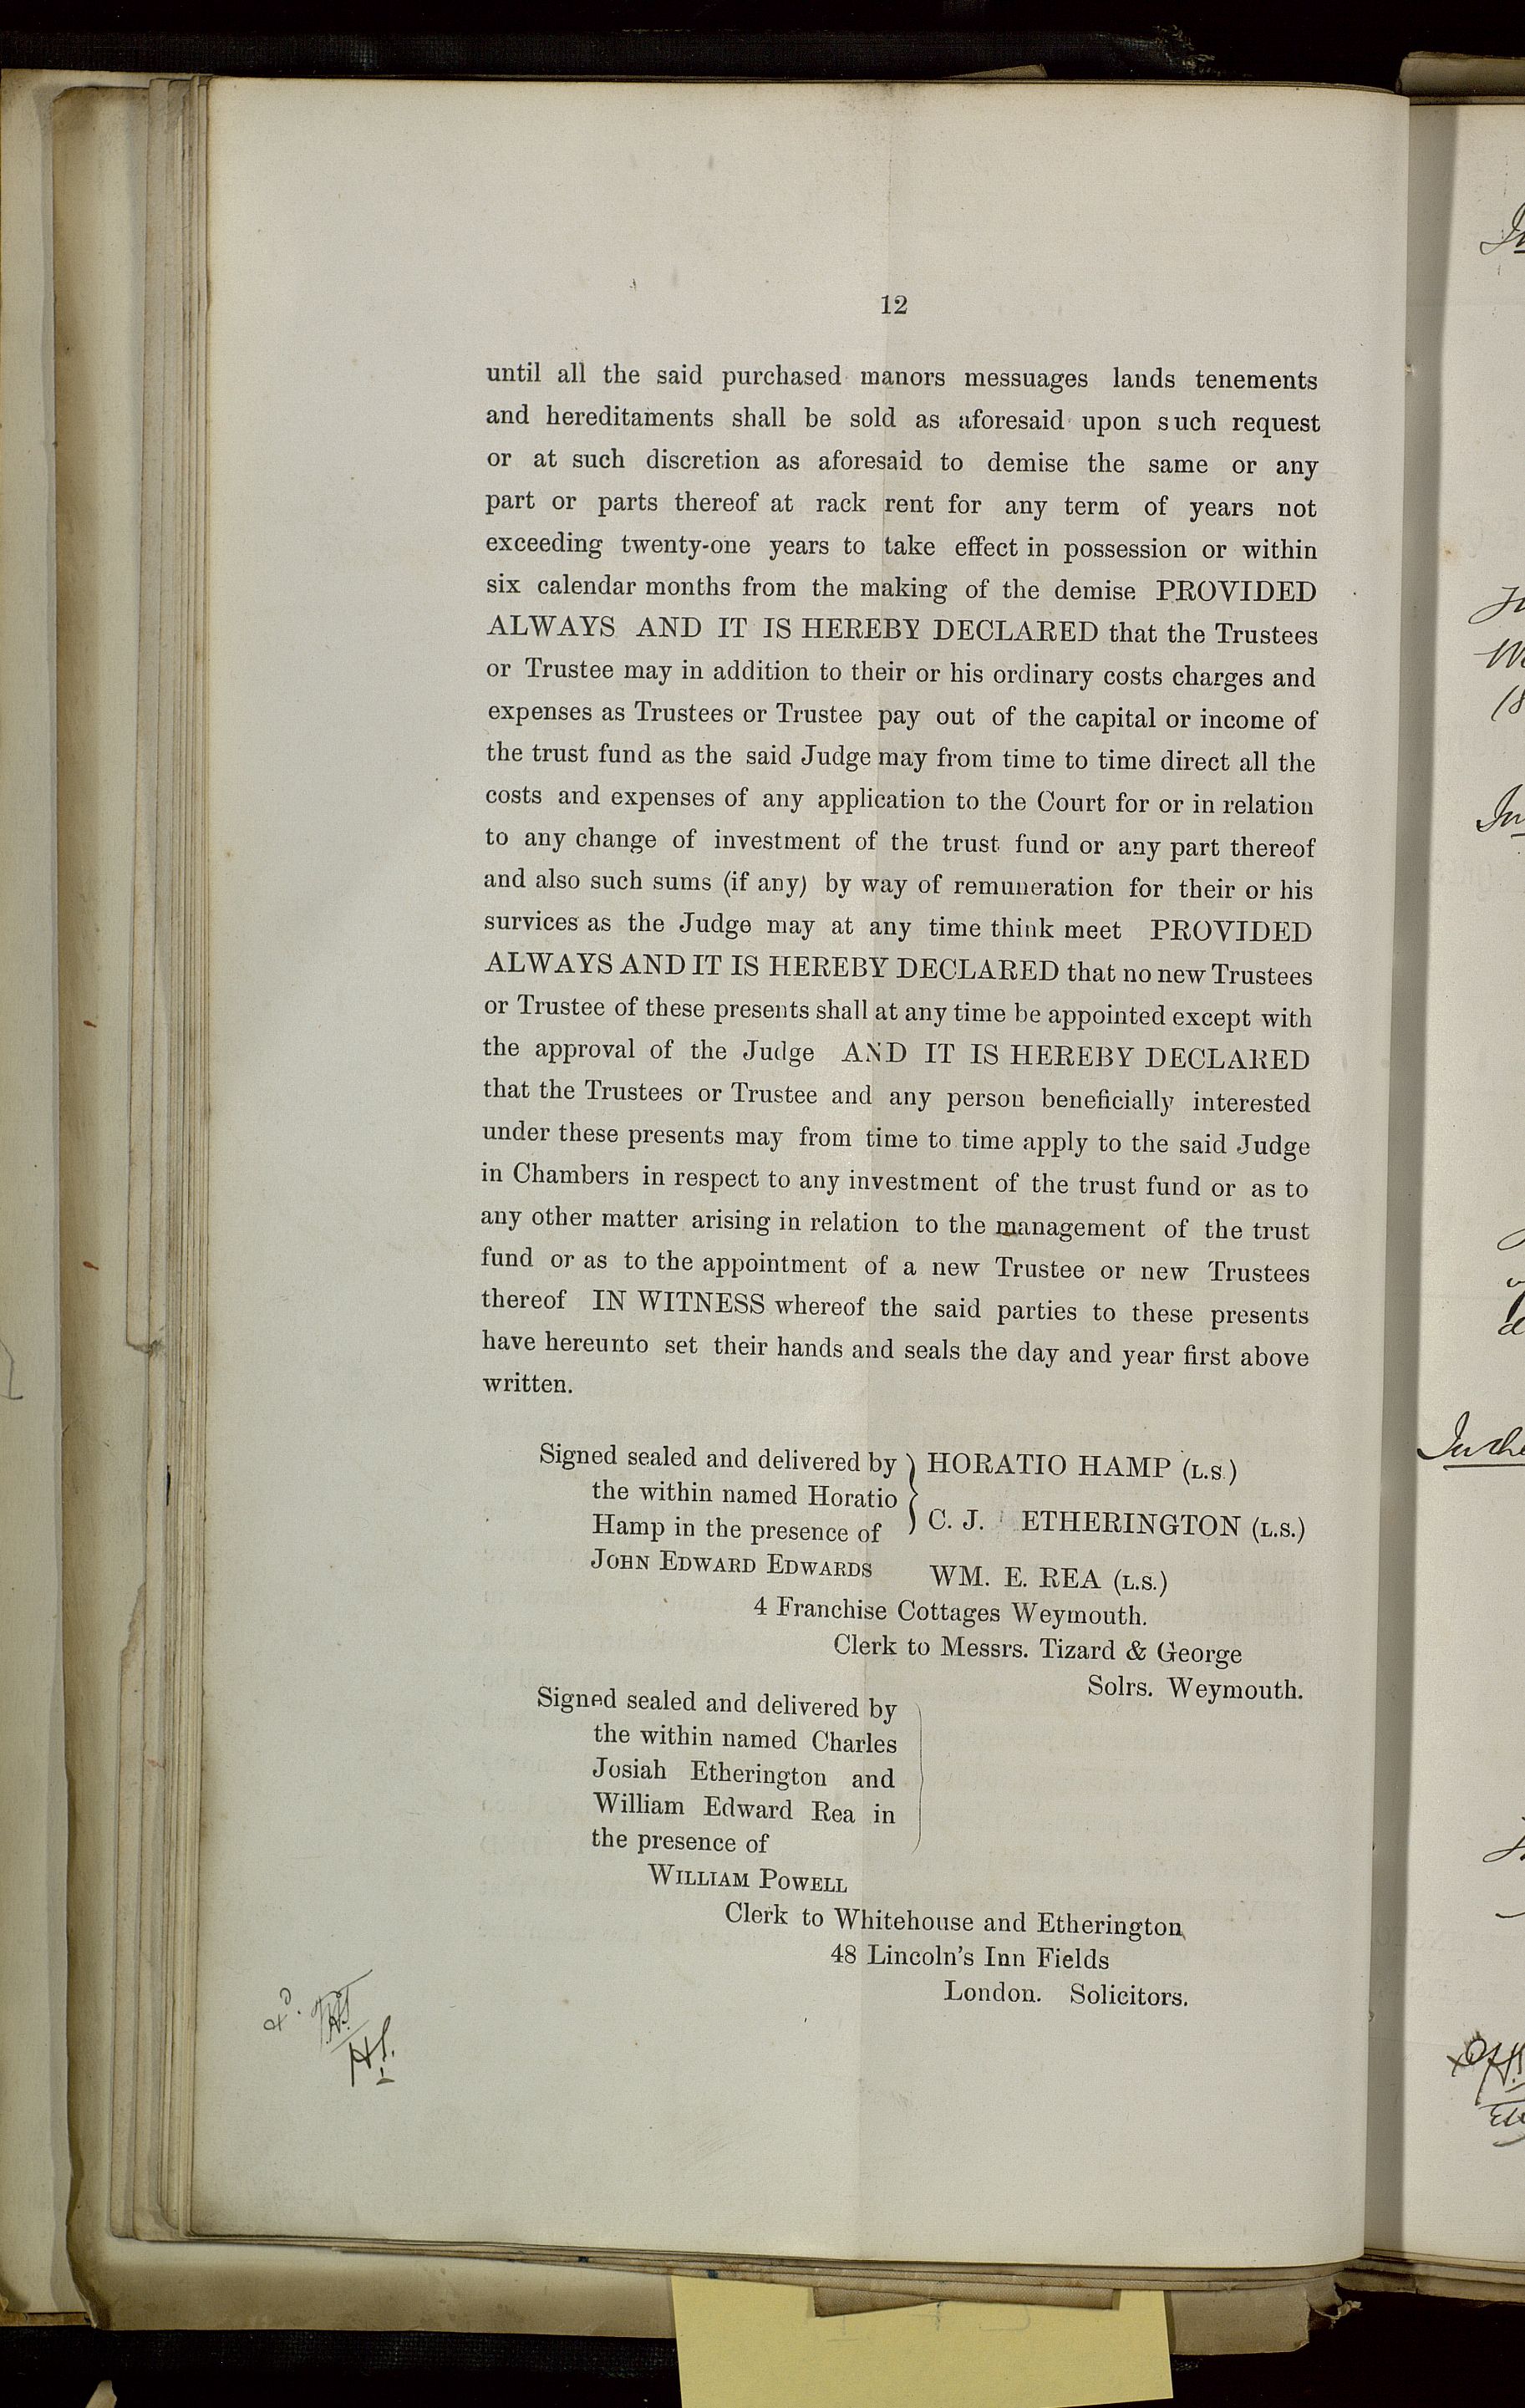 12
until all the said purchased manors messuages lands tenements
and hereditaments shall be sold as aforesaid upon such request
or at such discretion as aforesaid to demise the same or any
part or parts thereof at rack rent for any term of years not
exceeding twenty-one years to take effect in possession or within
six calendar months from the making of the demise PROVIDED
ALWAYS AND IT IS HEREBY DECLARED that the Trustees
or Trustee may in addition to their or his ordinary costs charges and
expenses as Trustees or Trustee pay out of the capital or income of
the trust fund as the said Judge may from time to time direct all the
costs and expenses of any application to the Court for or in relation
to any change of investment of the trust fund or any part thereof
and also such sums (if any) by way of remuneration for their or his
survices as the Judge may at any time think meet PROVIDED
ALWAYS AND IT IS HEREBY DECLARED that no new Trustees
or Trustee of these presents shall at any time be appointed except with
the approval of the Judge AND IT IS HEREBY DECLARED
that the Trustees or Trustee and any person beneficially interested
under these presents may from time to time apply to the said Judge
in Chambers in respect to any investment of the trust fund or as to
any other matter arising in relation to the management of the trust
fund or as to the appointment of a new Trustee or new Trustees
thereof IN WITNESS whereof the said parties to these presents
have hereunto set their hands and seals the day and year first above
written.
Signed sealed and delivered by
the within named Horatio
Hamp in the presence of
JOHN EDWARD EDWARDS
HORATIO HAMP (L.S.)
C. J. ETHERINGTON (L.S.)
WM. E. REA (L.S.)
4 Franchise Cottages Weymouth.
Clerk to Messrs. Tizard & George
Solrs. Weymouth.
Signed sealed and delivered by
the within named Charles
Josiah Etherington and
William Edward Rea in
the presence of
WILLIAM POWELL
Clerk to Whitehouse and Etherington
48 Lincoln's Inn Fields
London. Solicitors.